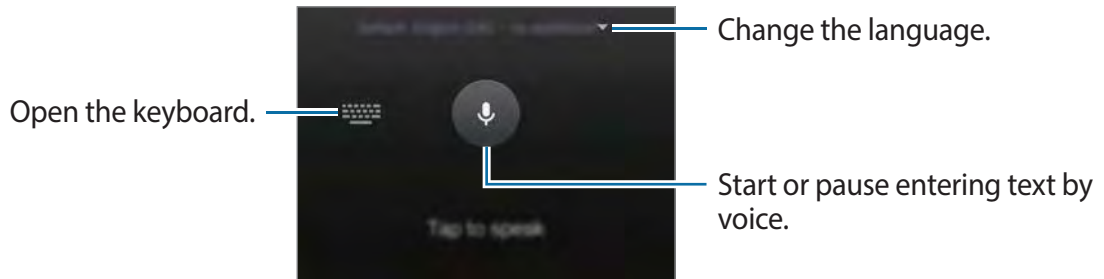 Change the language.
Open the keyboard.
Start or pause entering text by
voice.
Tap to speak